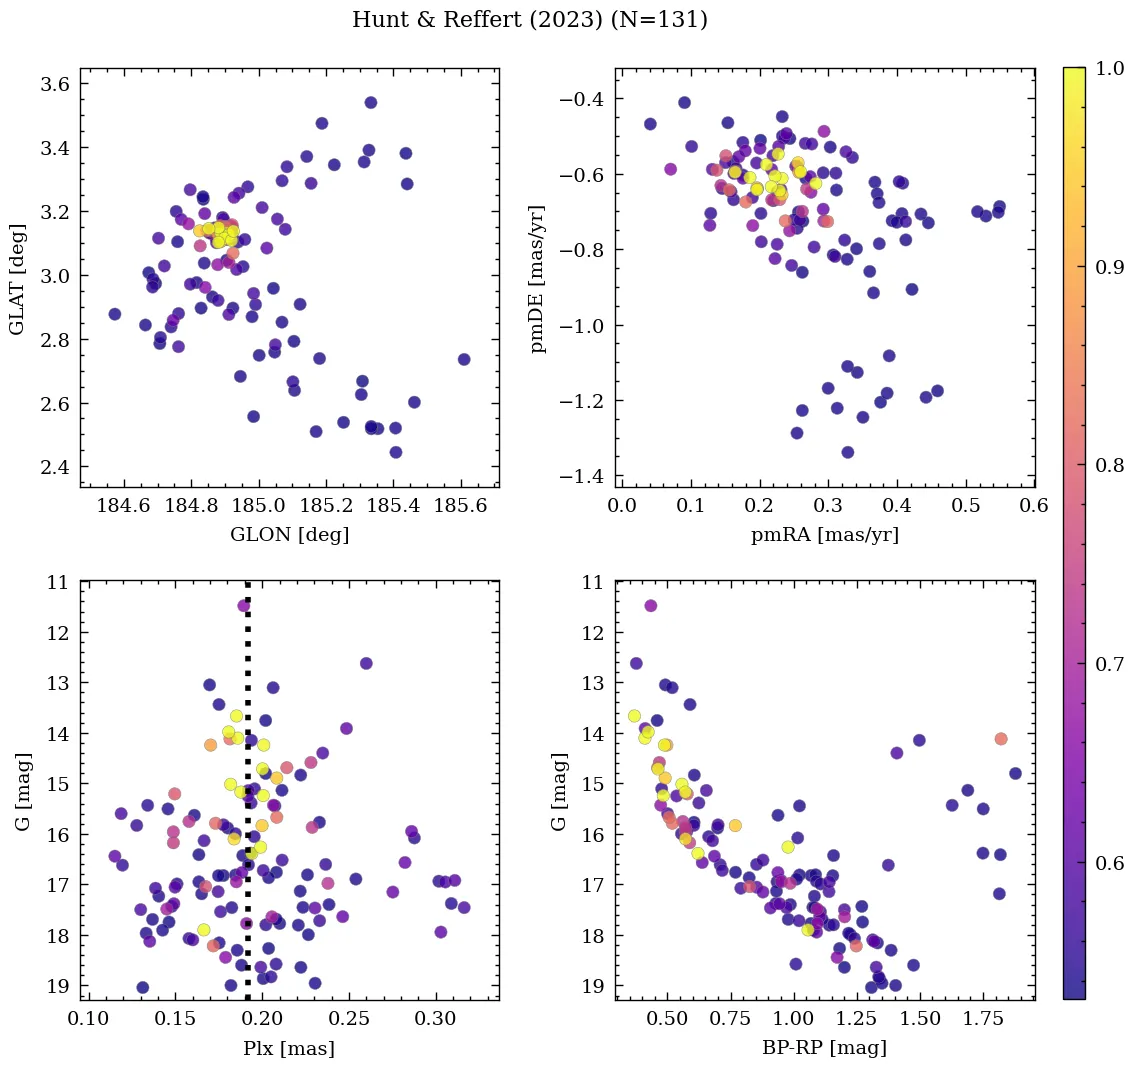 Hunt & Reffert (2023) (N=131)
3.6
3.4
3.2
3.0
2.8
2.6
2.4
GLAT [deg]
184.6 184.8 185.0 185.2 185.4 185.6
GLON [deg]
−0.4
−0.6
−0.8
−1.0
−1.2
−1.4
pmDE [mas/yr]
0.0 0.1 0.2 0.3 0.4 0.5 0.6
pmRA [mas/yr]
11
12
13
14
15
16
17
18
19
G [mag]
0.10 0.15 0.20 0.25 0.30
Plx [mas]
11
12
13
14
15
16
17
18
19
G [mag]
0.50 0.75 1.00 1.25 1.50 1.75
BP-RP [mag]
1.0
0.9
0.8
0.7
0.6